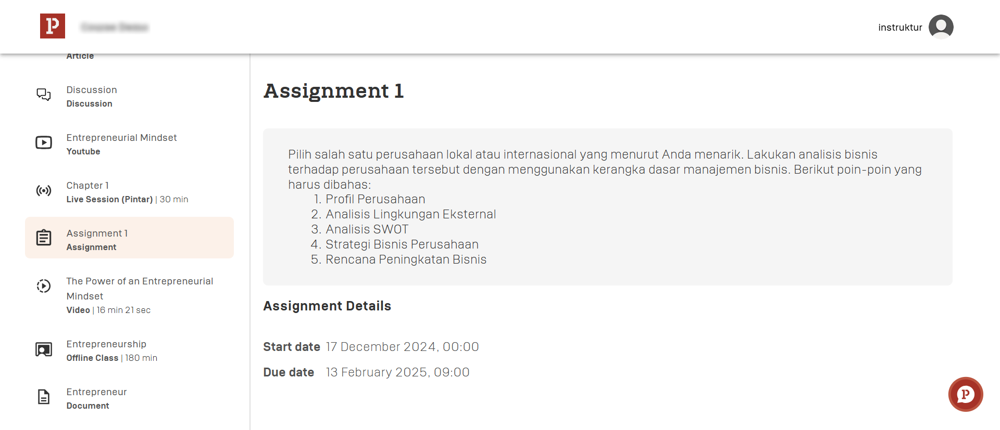 P
instruktur
Article
Discussion
Discussion
Entrepreneurial Mindset
Youtube
Chapter 1
Live Session (Pintar) | 30 min
Assignment 1
Assignment
The Power of an Entrepreneurial
Mindset
Video | 16 min 21 sec
Entrepreneurship
Offline Class | 180 min
Entrepreneur
Document
Assignment 1
Pilih salah satu perusahaan lokal atau internasional yang menurut Anda menarik. Lakukan analisis bisnis
terhadap perusahaan tersebut dengan menggunakan kerangka dasar manajemen bisnis. Berikut poin-poin yang
harus dibahas:
1. Profil Perusahaan
2. Analisis Lingkungan Eksternal
3. Analisis SWOT
4. Strategi Bisnis Perusahaan
5. Rencana Peningkatan Bisnis
Assignment Details
Start date 17 December 2024, 00:00
Due date 13 February 2025, 09:00
P